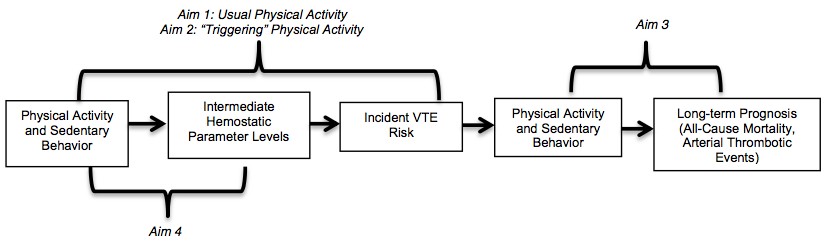 Aim 1: Usual Physical Activity
Aim 2: “Triggering” Physical Activity
Aim 3
Physical Activity
and Sedentary
Behavior
Intermediate
Hemostatic
Parameter Levels
Incident VTE
Risk
Physical Activity
and Sedentary
Behavior
Long-term Prognosis
(All-Cause Mortality,
Arterial Thrombotic
Events)
Aim 4